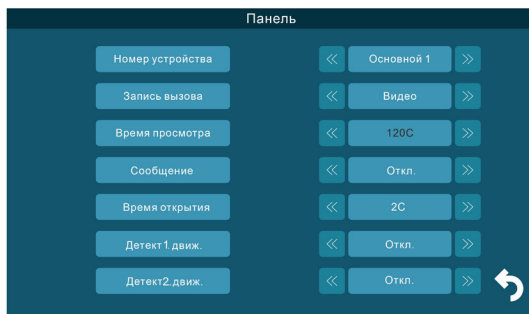 Панель
Номер устройства « Основной 1 »
Запись вызова « Видео »
Время просмотра « 120С »
Сообщение « Откл. »
Время открытия « 2С »
Детект1.движ. « Откл. »
Детект2.движ. « Откл. »